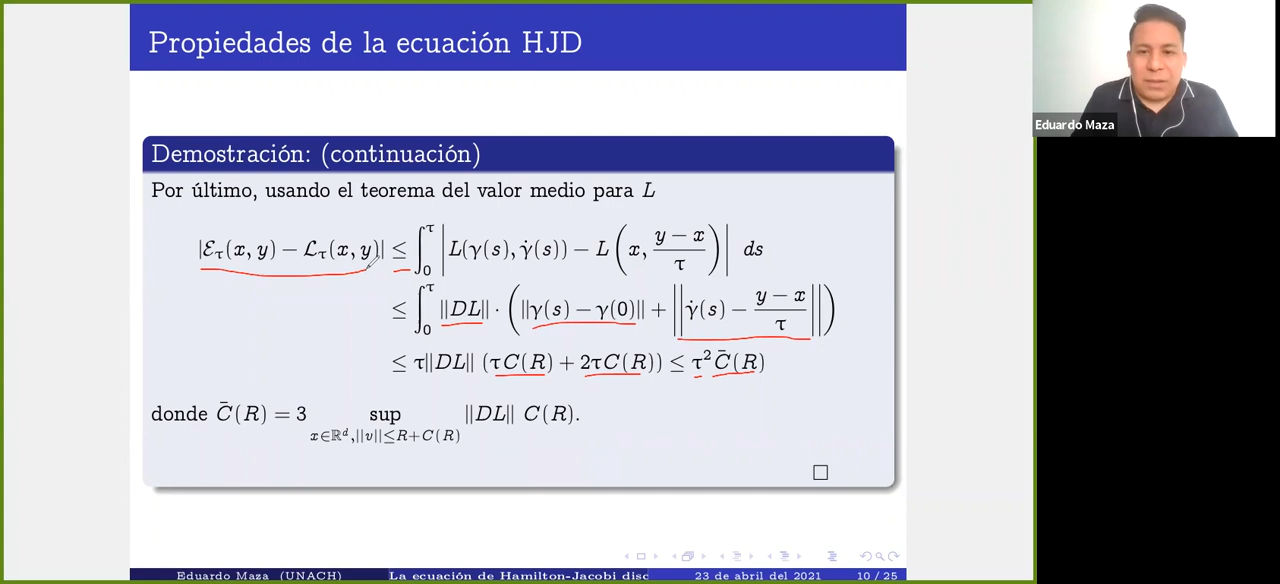 Propiedades de la ecuación HJD
Eduardo Maza
Demostración: (continuación)
Por último, usando el teorema del valor medio para L
|ℰ_τ(x, y) − ℒ_τ(x, y)| ≤ ∫_0^τ | L(γ(s), γ̇(s)) − L( x, (y − x)/τ ) | ds
≤ ∫_0^τ ||DL|| · ( ||γ(s) − γ(0)|| + || γ̇(s) − (y − x)/τ || )
≤ τ||DL|| (τC(R) + 2τC(R)) ≤ τ² C̄(R)
donde C̄(R) = 3 sup_{x∈ℝ^d, ||v||≤R+C(R)} ||DL|| C(R).
□
Eduardo Maza (UNACH) La ecuación de Hamilton-Jacobi disc 23 de abril del 2021 10 / 25